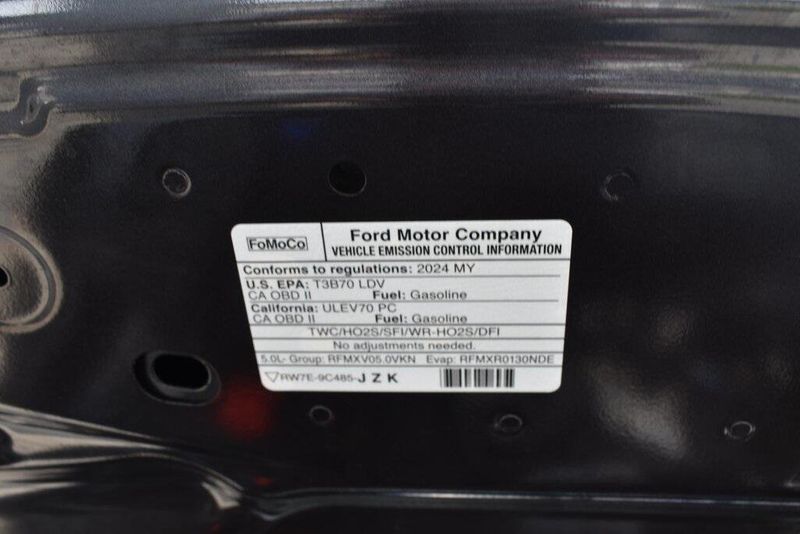 FoMoCo
Ford Motor Company
VEHICLE EMISSION CONTROL INFORMATION
Conforms to regulations: 2024 MY
U.S. EPA: T3B70 LDV
CA OBD II Fuel: Gasoline
California: ULEV70 PC
CA OBD II Fuel: Gasoline
TWC/HO2S/SFI/WR-HO2S/DFI
No adjustments needed.
5.0L- Group: RFMXV05.0VKN Evap: RFMXR0130NDE
RW7E-9C485-J Z K